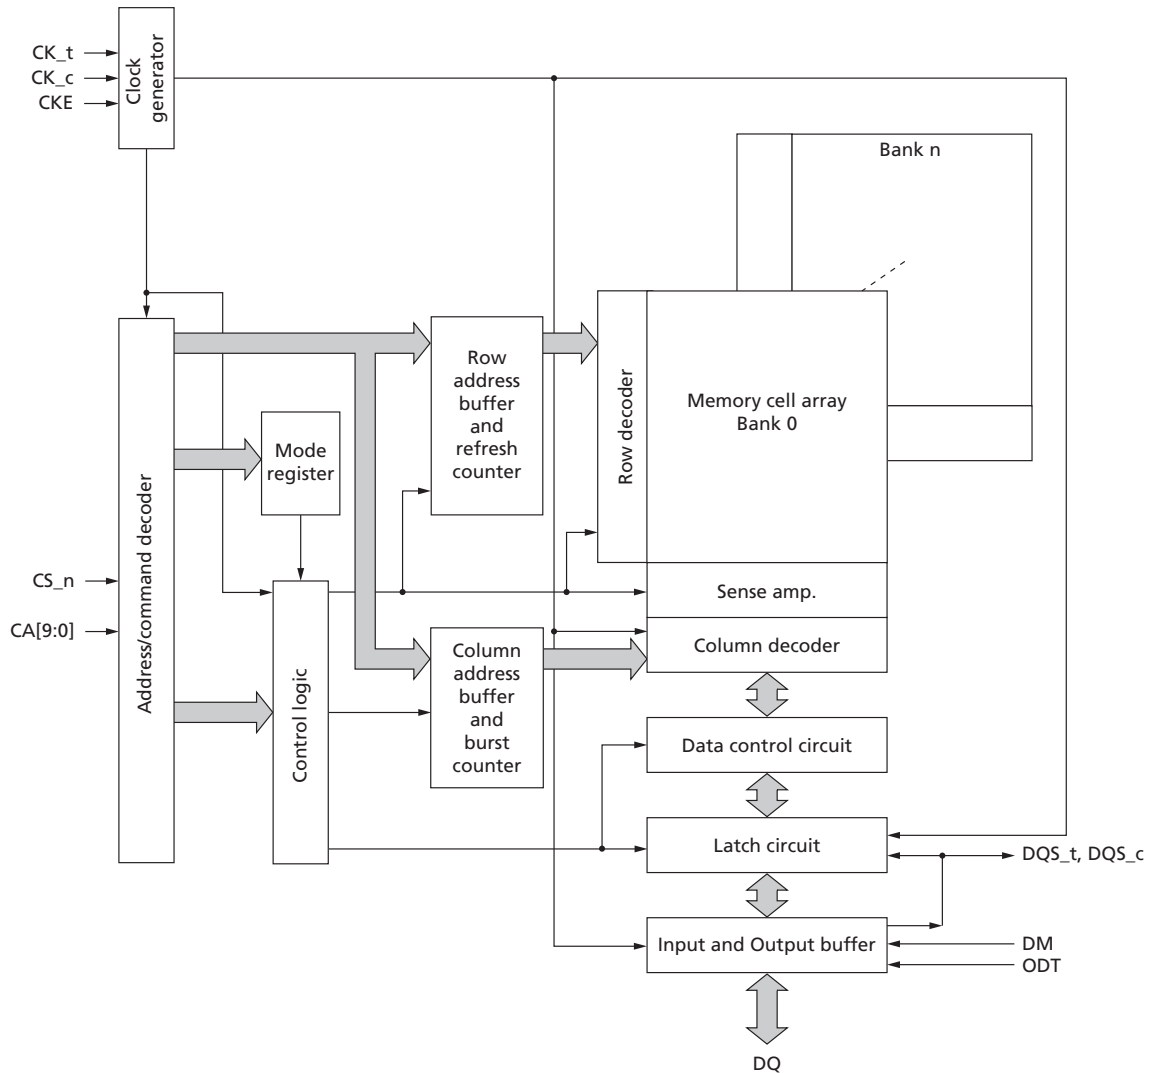 CK_t
CK_c
CKE
Clock
generator
Bank n
Row
address
buffer
and
refresh
counter
Row decoder
Memory cell array
Bank 0
Mode
register
Address/command decoder
CS_n
CA[9:0]
Control logic
Sense amp.
Column decoder
Column
address
buffer
and
burst
counter
Data control circuit
Latch circuit
DQS_t, DQS_c
Input and Output buffer
DM
ODT
DQ